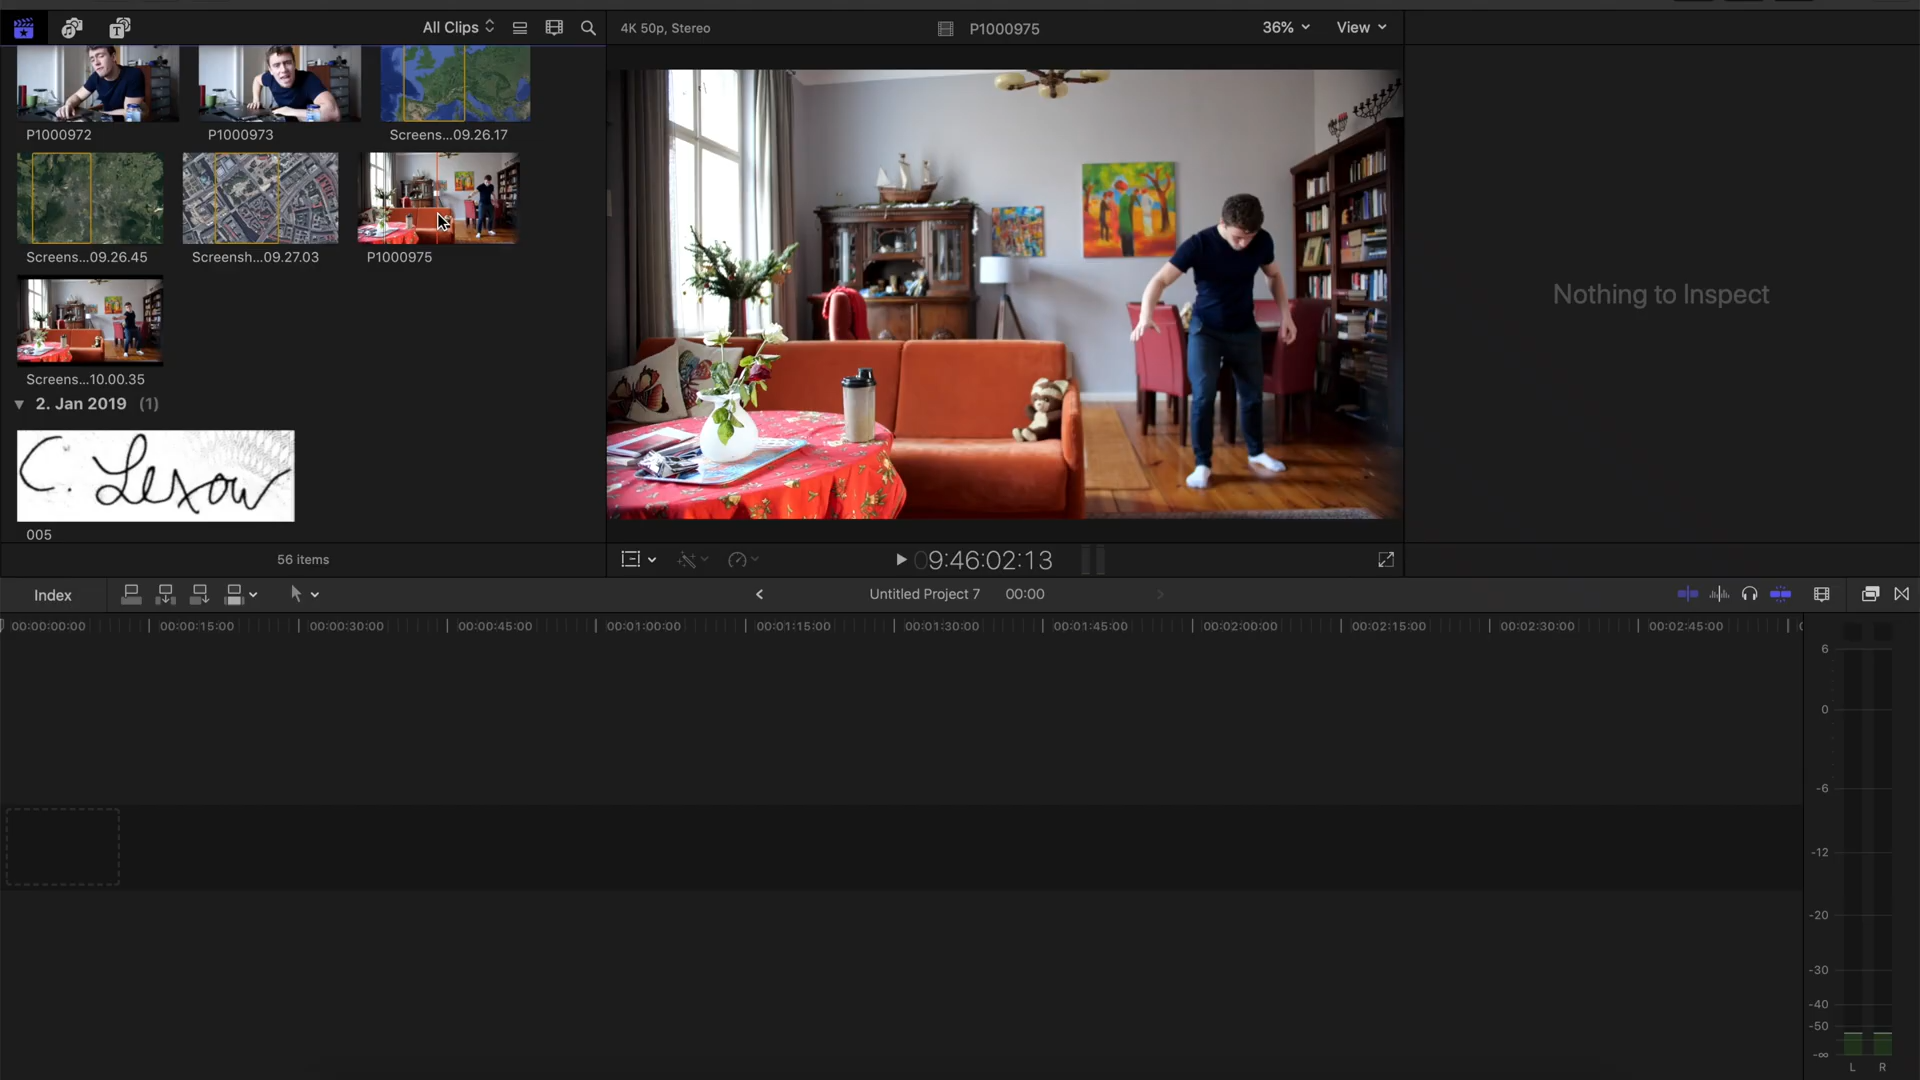 All Clips
4K 50p, Stereo
P1000975
36%
View
P1000972
P1000973
Screens...09.26.17
Screens...09.26.45
Screensh...09.27.03
P1000975
Screens...10.00.35
2. Jan 2019 (1)
C. Lexow
005
56 items
09:46:02:13
Nothing to Inspect
Index
Untitled Project 7
00:00
00:00:00:00
00:00:15:00
00:00:30:00
00:00:45:00
00:01:00:00
00:01:15:00
00:01:30:00
00:01:45:00
00:02:00:00
00:02:15:00
00:02:30:00
00:02:45:00
6
0
-6
-12
-20
-30
-40
-50
-∞
L R